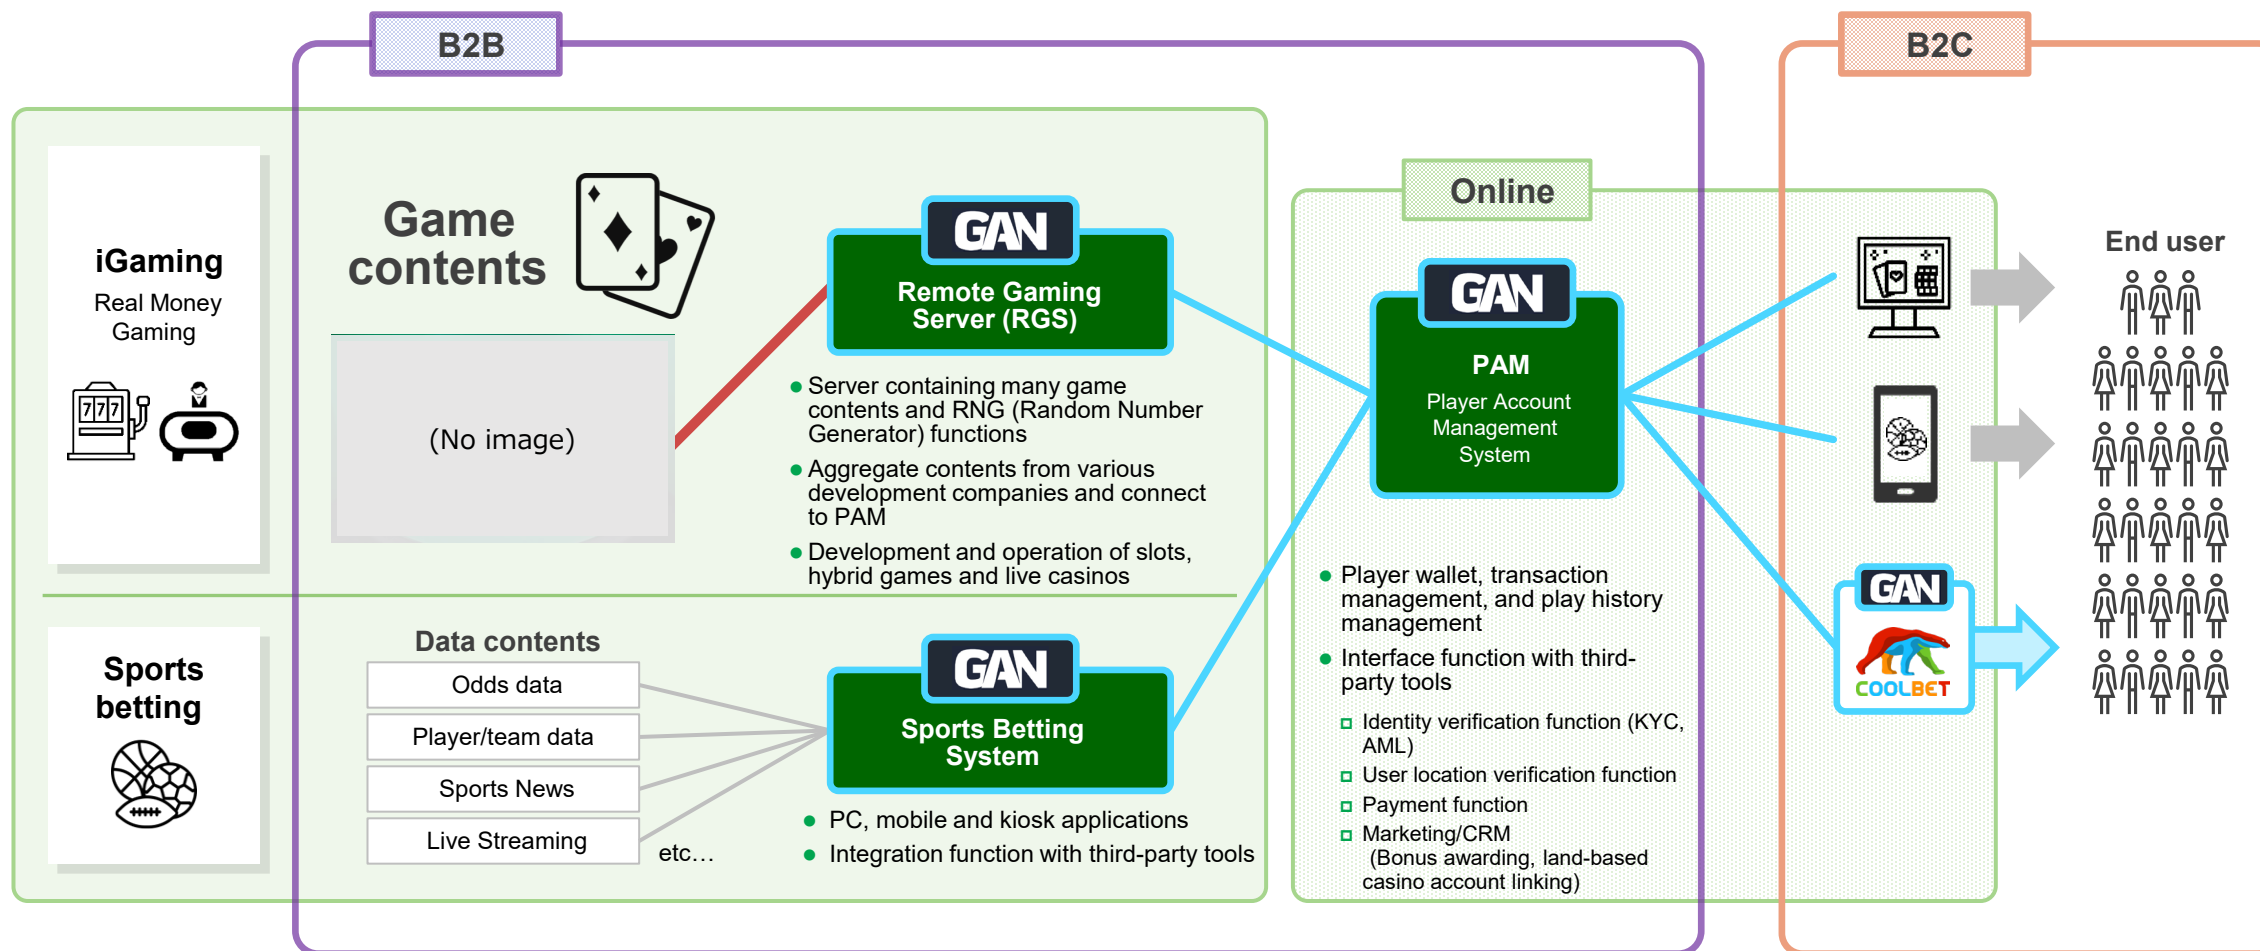 B2B
B2C
iGaming
Real Money
Gaming
777
Game
contents
(No image)
GAN
Remote Gaming
Server (RGS)
● Server containing many game
contents and RNG (Random Number
Generator) functions
● Aggregate contents from various
development companies and connect
to PAM
● Development and operation of slots,
hybrid games and live casinos
Sports
betting
Data contents
Odds data
Player/team data
Sports News
Live Streaming
etc…
GAN
Sports Betting
System
● PC, mobile and kiosk applications
● Integration function with third-party tools
Online
GAN
PAM
Player Account
Management
System
● Player wallet, transaction
management, and play history
management
● Interface function with third-
party tools
□ Identity verification function (KYC,
AML)
□ User location verification function
□ Payment function
□ Marketing/CRM
(Bonus awarding, land-based
casino account linking)
GAN
COOLBET
End user